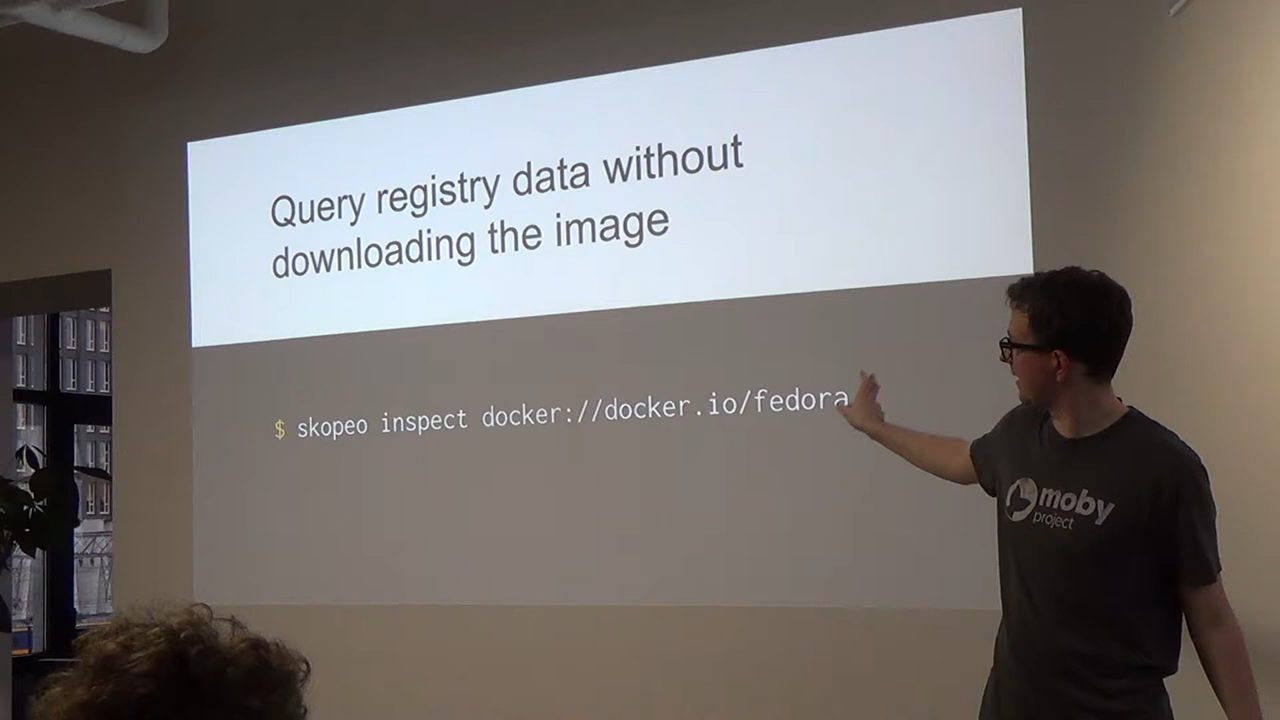 Query registry data without
downloading the image
$ skopeo inspect docker://docker.io/fedora
moby
project